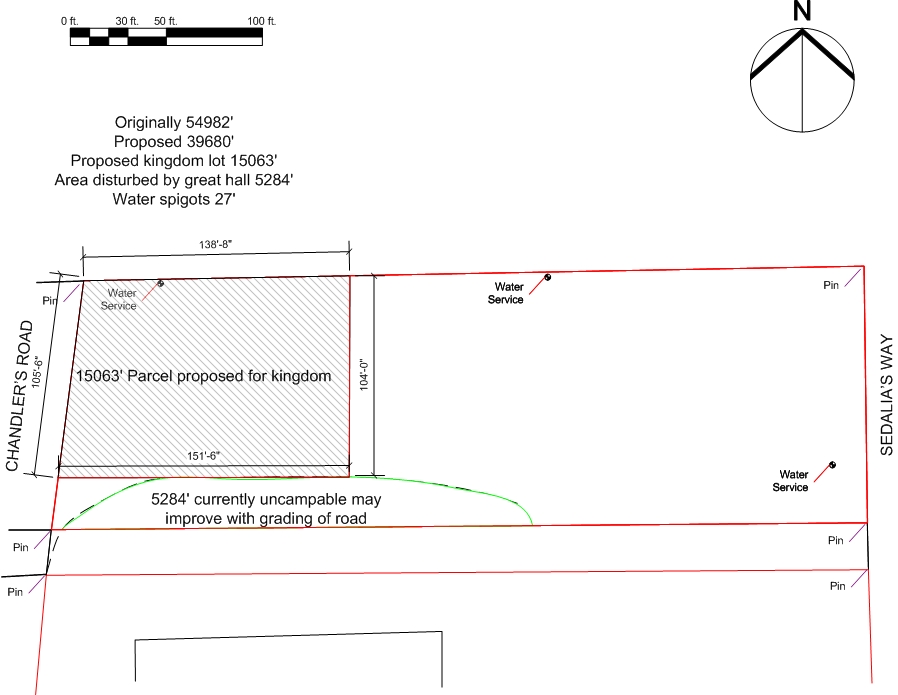 0 ft. 30 ft. 50 ft. 100 ft.
N
Originally 54982'
Proposed 39680'
Proposed kingdom lot 15063'
Area disturbed by great hall 5284'
Water spigots 27'
138'-8"
Pin
Water
Service
Water
Service
Pin
CHANDLER'S ROAD
105'-6"
15063' Parcel proposed for kingdom
104'-0"
SEDALIA'S WAY
151'-6"
Water
Service
5284' currently uncampable may
improve with grading of road
Pin
Pin
Pin
Pin